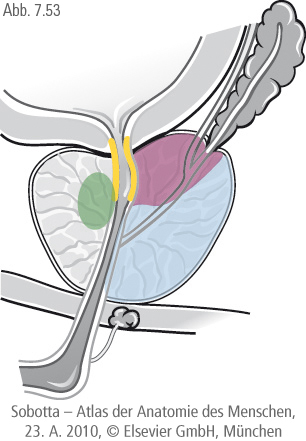 Abb. 7.53
Sobotta – Atlas der Anatomie des Menschen,
23. A. 2010, © Elsevier GmbH, München